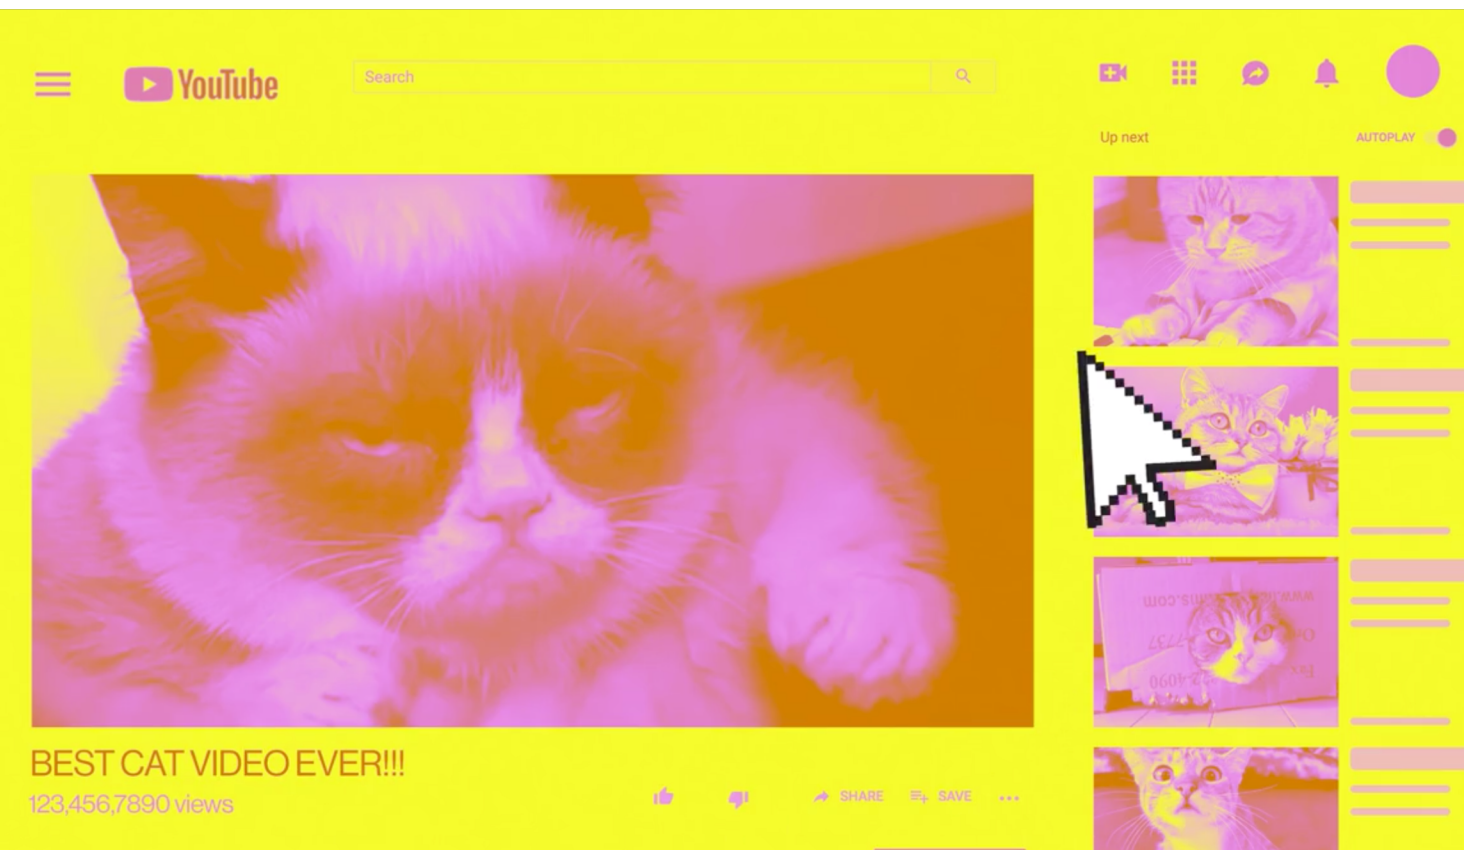 YouTube
Search
Up next
AUTOPLAY
BEST CAT VIDEO EVER!!!
123,456,7890 views
SHARE
SAVE